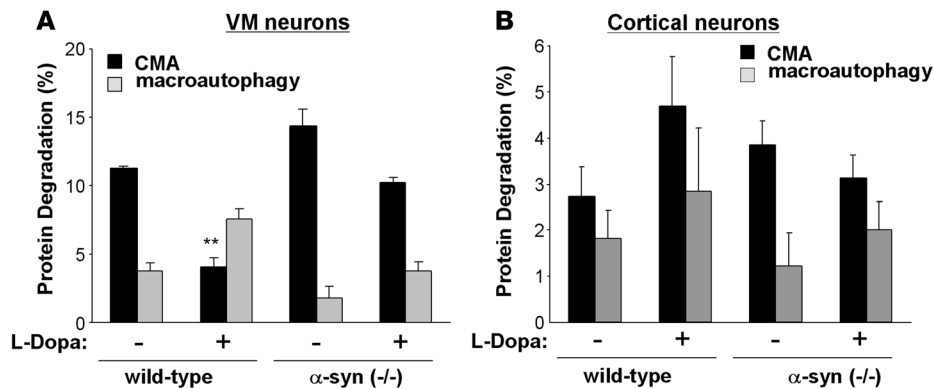 A
VM neurons
Protein Degradation (%)
20
15
10
5
0
CMA
macroautophagy
**
L-Dopa: - + - +
wild-type α-syn (-/-)
B
Cortical neurons
Protein Degradation (%)
6
5
4
3
2
1
0
CMA
macroautophagy
L-Dopa: - + - +
wild-type α-syn (-/-)